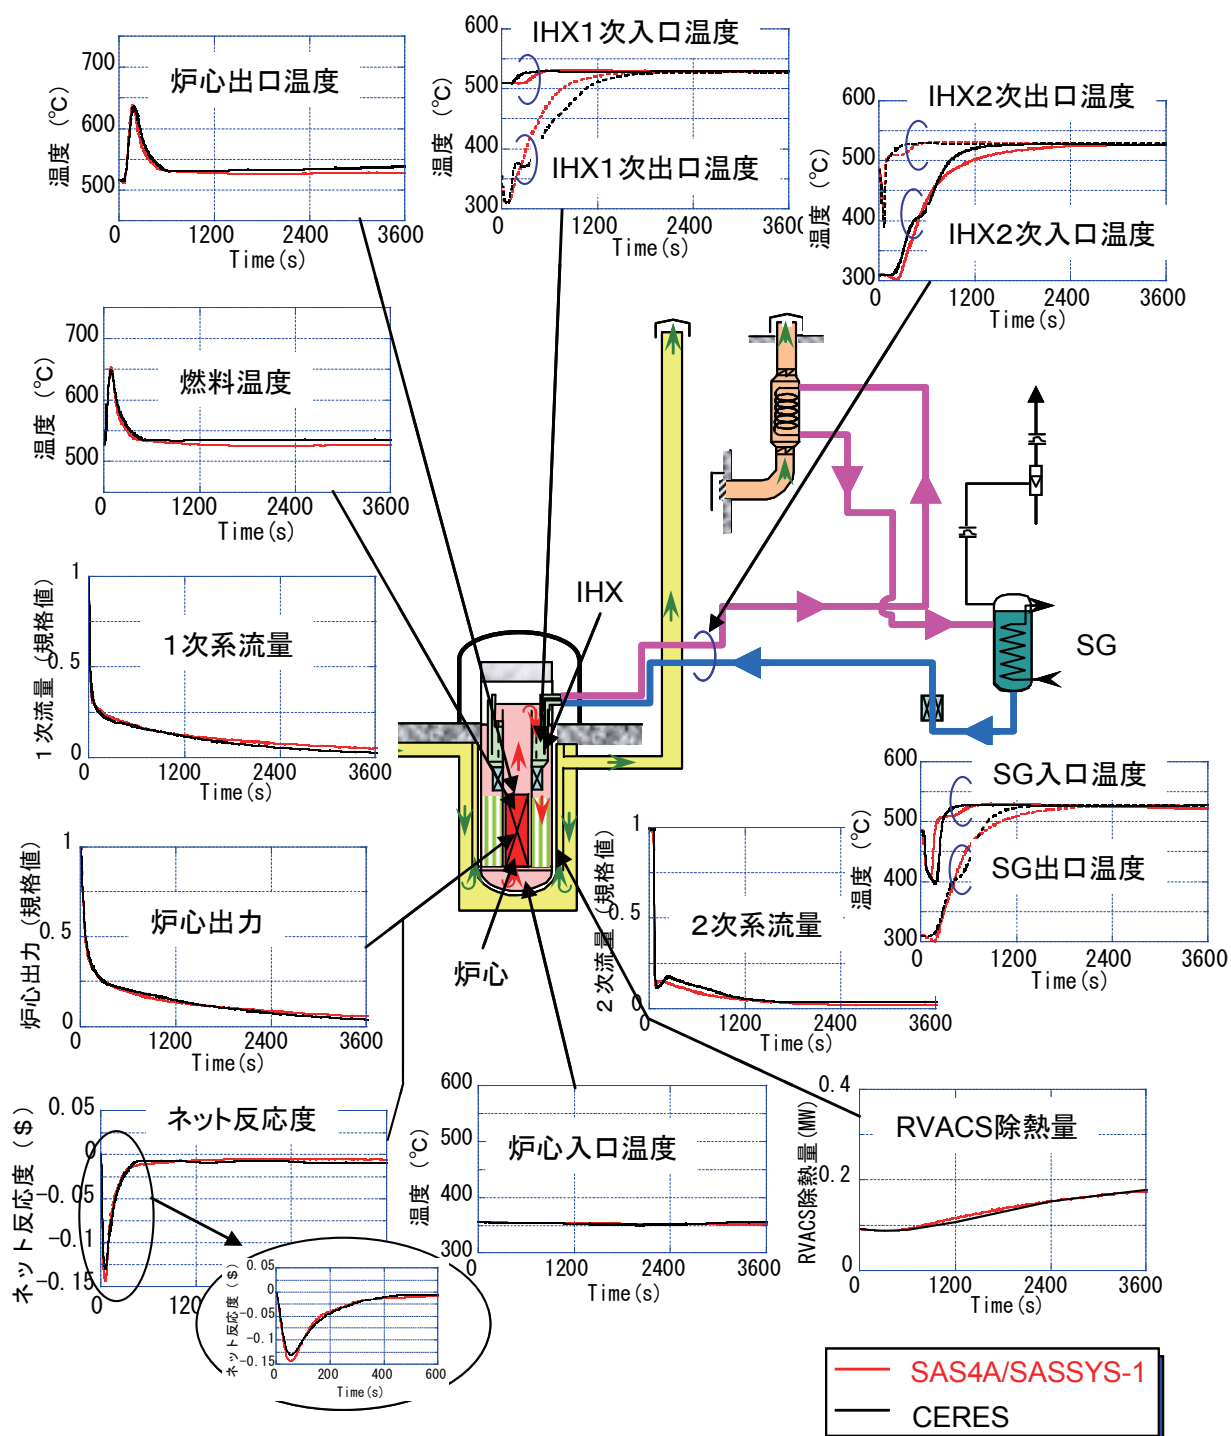 炉心出口温度
温度 (℃)
700
600
500
0
1200
2400
3600
Time(s)
IHX1次入口温度
IHX1次出口温度
温度 (℃)
600
500
400
300
0
1200
2400
3600
Time(s)
IHX2次出口温度
IHX2次入口温度
温度 (℃)
600
500
400
300
0
1200
2400
3600
Time(s)
燃料温度
温度 (℃)
700
600
500
0
1200
2400
3600
Time(s)
1次系流量
1次流量 (規格値)
1
0.5
0
0
1200
2400
3600
Time(s)
IHX
SG
炉心
炉心出力
炉心出力 (規格値)
1
0.5
0
0
1200
2400
3600
Time(s)
2次系流量
2次流量 (規格値)
1
0.5
0
0
1200
2400
3600
Time(s)
SG入口温度
SG出口温度
温度 (℃)
600
500
400
300
0
1200
2400
3600
Time(s)
ネット反応度
ネット反応度 ($)
0.05
0
-0.05
-0.1
-0.15
0
120
3600
ネット反応度 ($)
0.05
0
-0.05
-0.1
-0.15
0
200
400
600
Time(s)
炉心入口温度
温度 (℃)
600
500
400
300
0
1200
2400
3600
Time(s)
RVACS除熱量
RVACS除熱量(MW)
0.4
0.2
0
0
1200
2400
3600
Time(s)
SAS4A/SASSYS-1
CERES